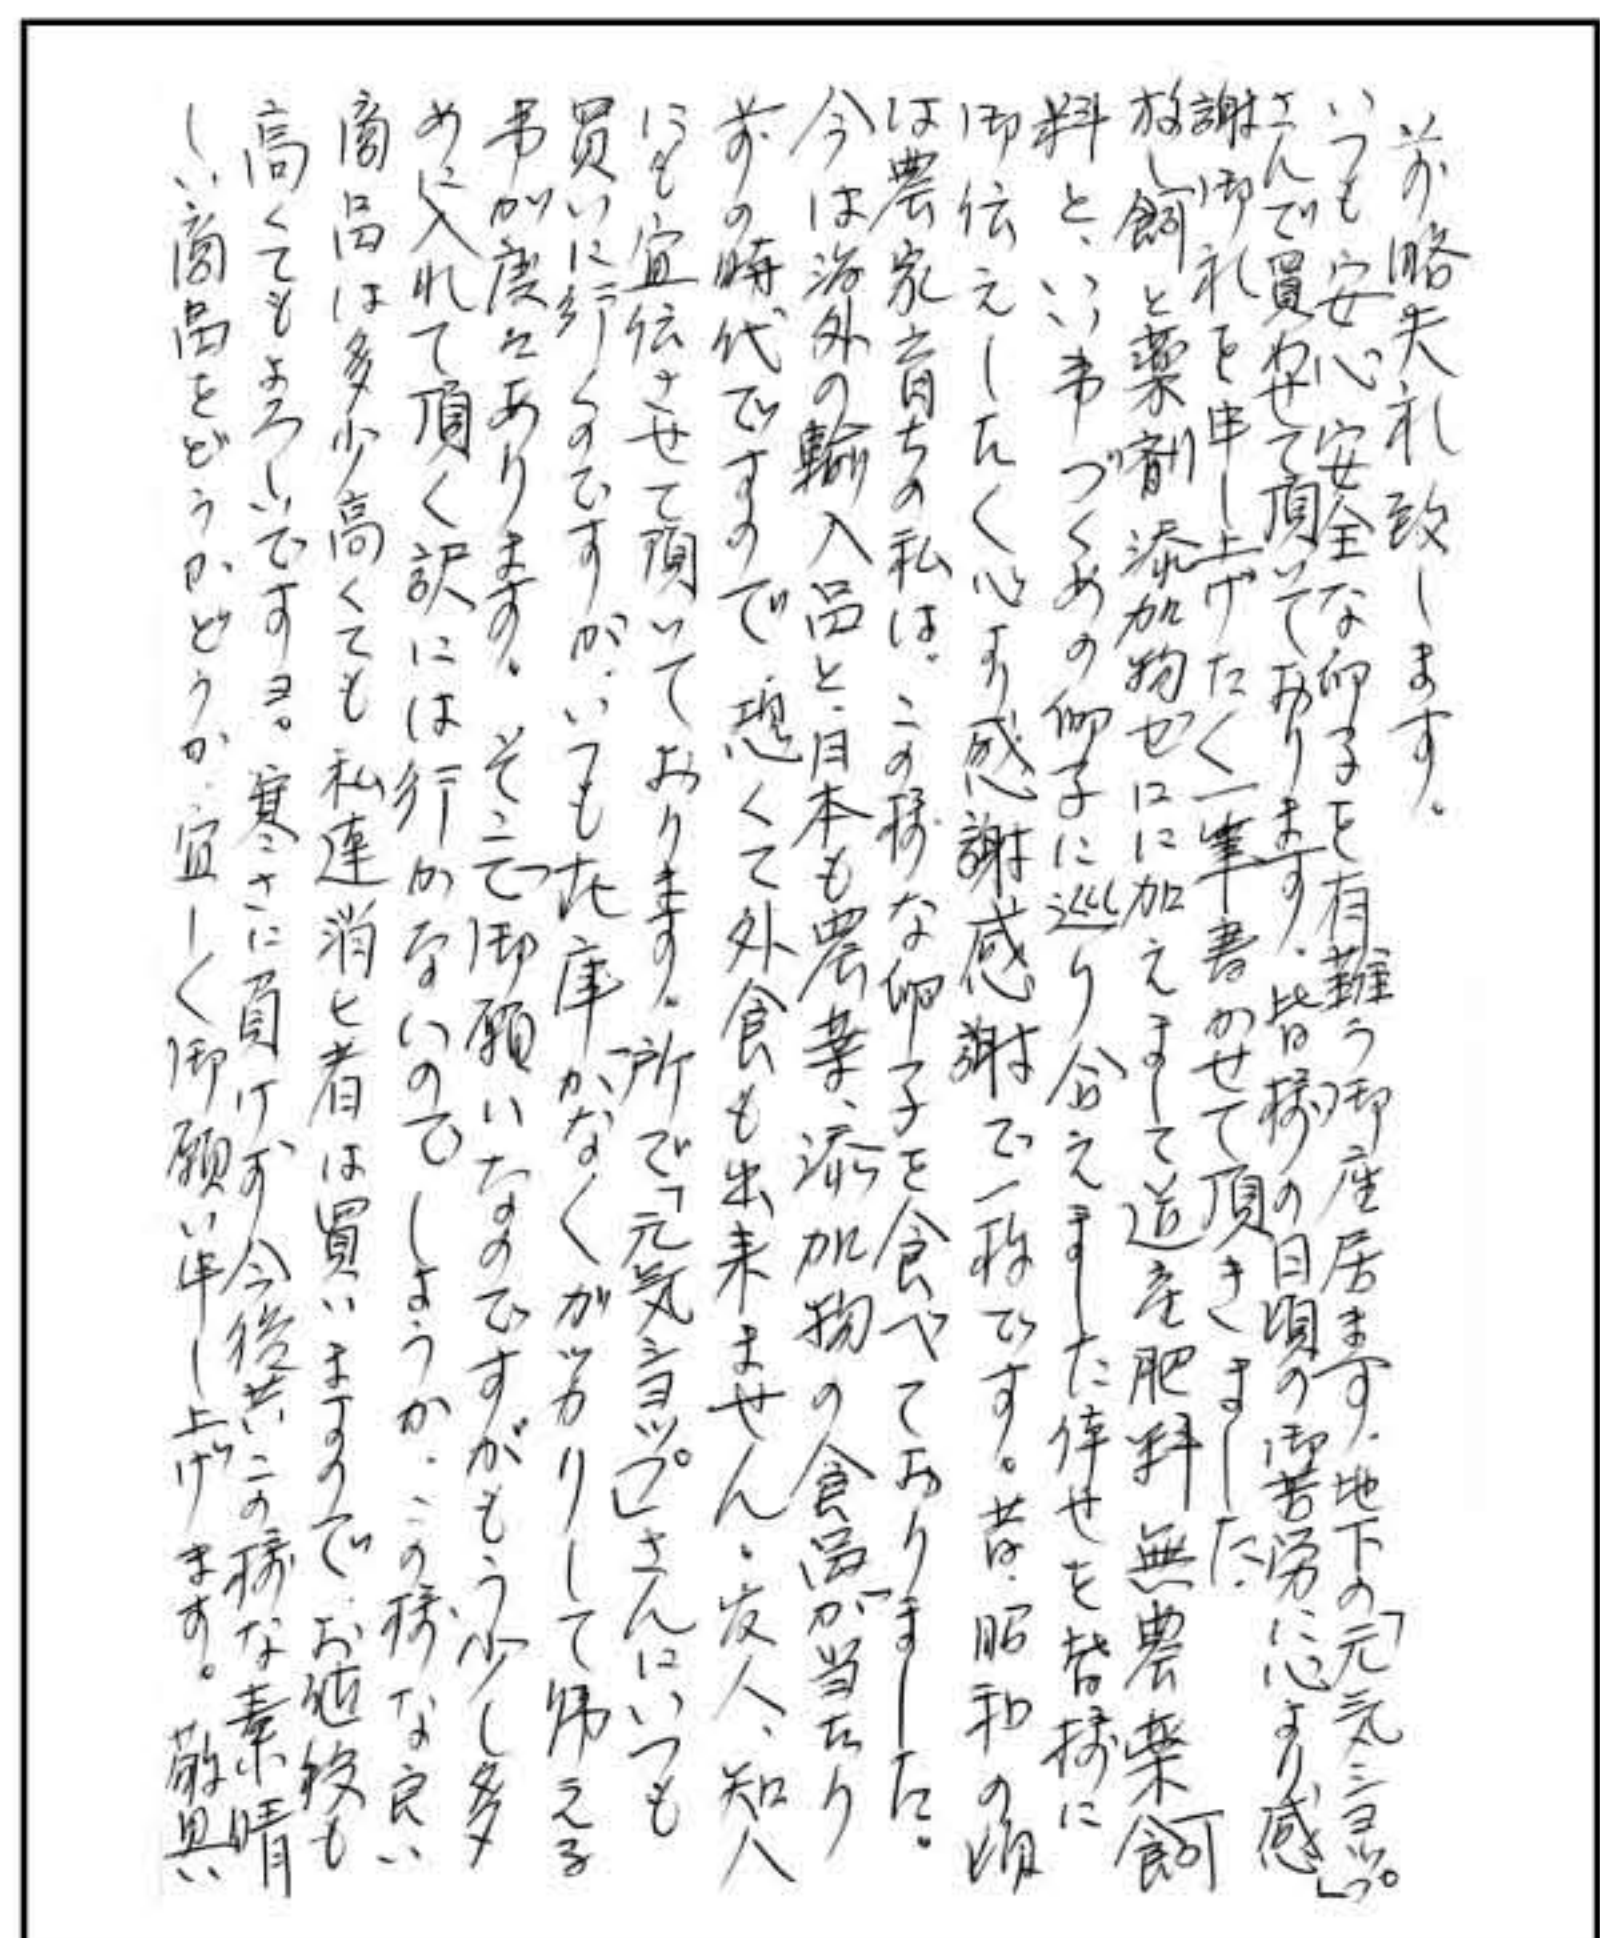 前略失礼致します。
いつも安心安全な卵子を有難う御座居ます。地下の「元気ショップ」
さんで買わせて頂いております。皆様の日頃の御苦労に心より感
謝御礼を申し上げたく一筆書かせて頂きました。
放し飼と薬剤添加物ゼロに加えまして道産肥料無農薬飼
料と、いい事づくめの卵子に巡り合えました倖せを皆様に
御伝えしたく心より感謝感謝で一杯です。昔、昭和の頃
は農家育ちの私は、この様な卵子を食べておりました。
今は海外の輸入品と、日本も農薬、添加物の食品が当たり
前の時代ですので、恐くて外食も出来ません。友人、知人
にも宣伝させて頂いております。所で「元気ショップ」さんにいつも
買いに行くのですが、いつも在庫がなくガッカリして帰える
事が度々あります。そこで御願いなのですがもう少し多
めに入れて頂く訳には行かないのでしょうか。この様な良い
商品は多少高くても私達消ヒ者は買いますので、お値段も
高くてもよろしいですヨ。寒さに負けず今後共この様な素晴
しい商品をどうかどうか、宜しく御願い申し上げます。敬具